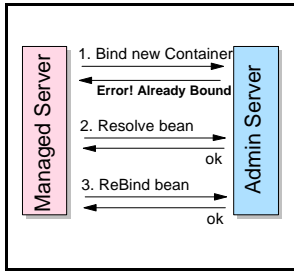 Managed Server
1. Bind new Container
Error! Already Bound
2. Resolve bean
ok
3. ReBind bean
ok
Admin Server